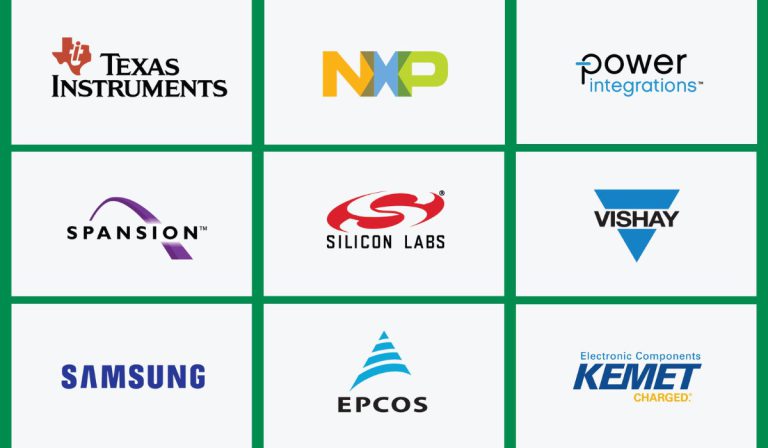 TEXAS
INSTRUMENTS
NXP
power
integrations™
SPANSION™
SILICON LABS®
VISHAY
SAMSUNG
EPCOS
Electronic Components
KEMET
CHARGED.®